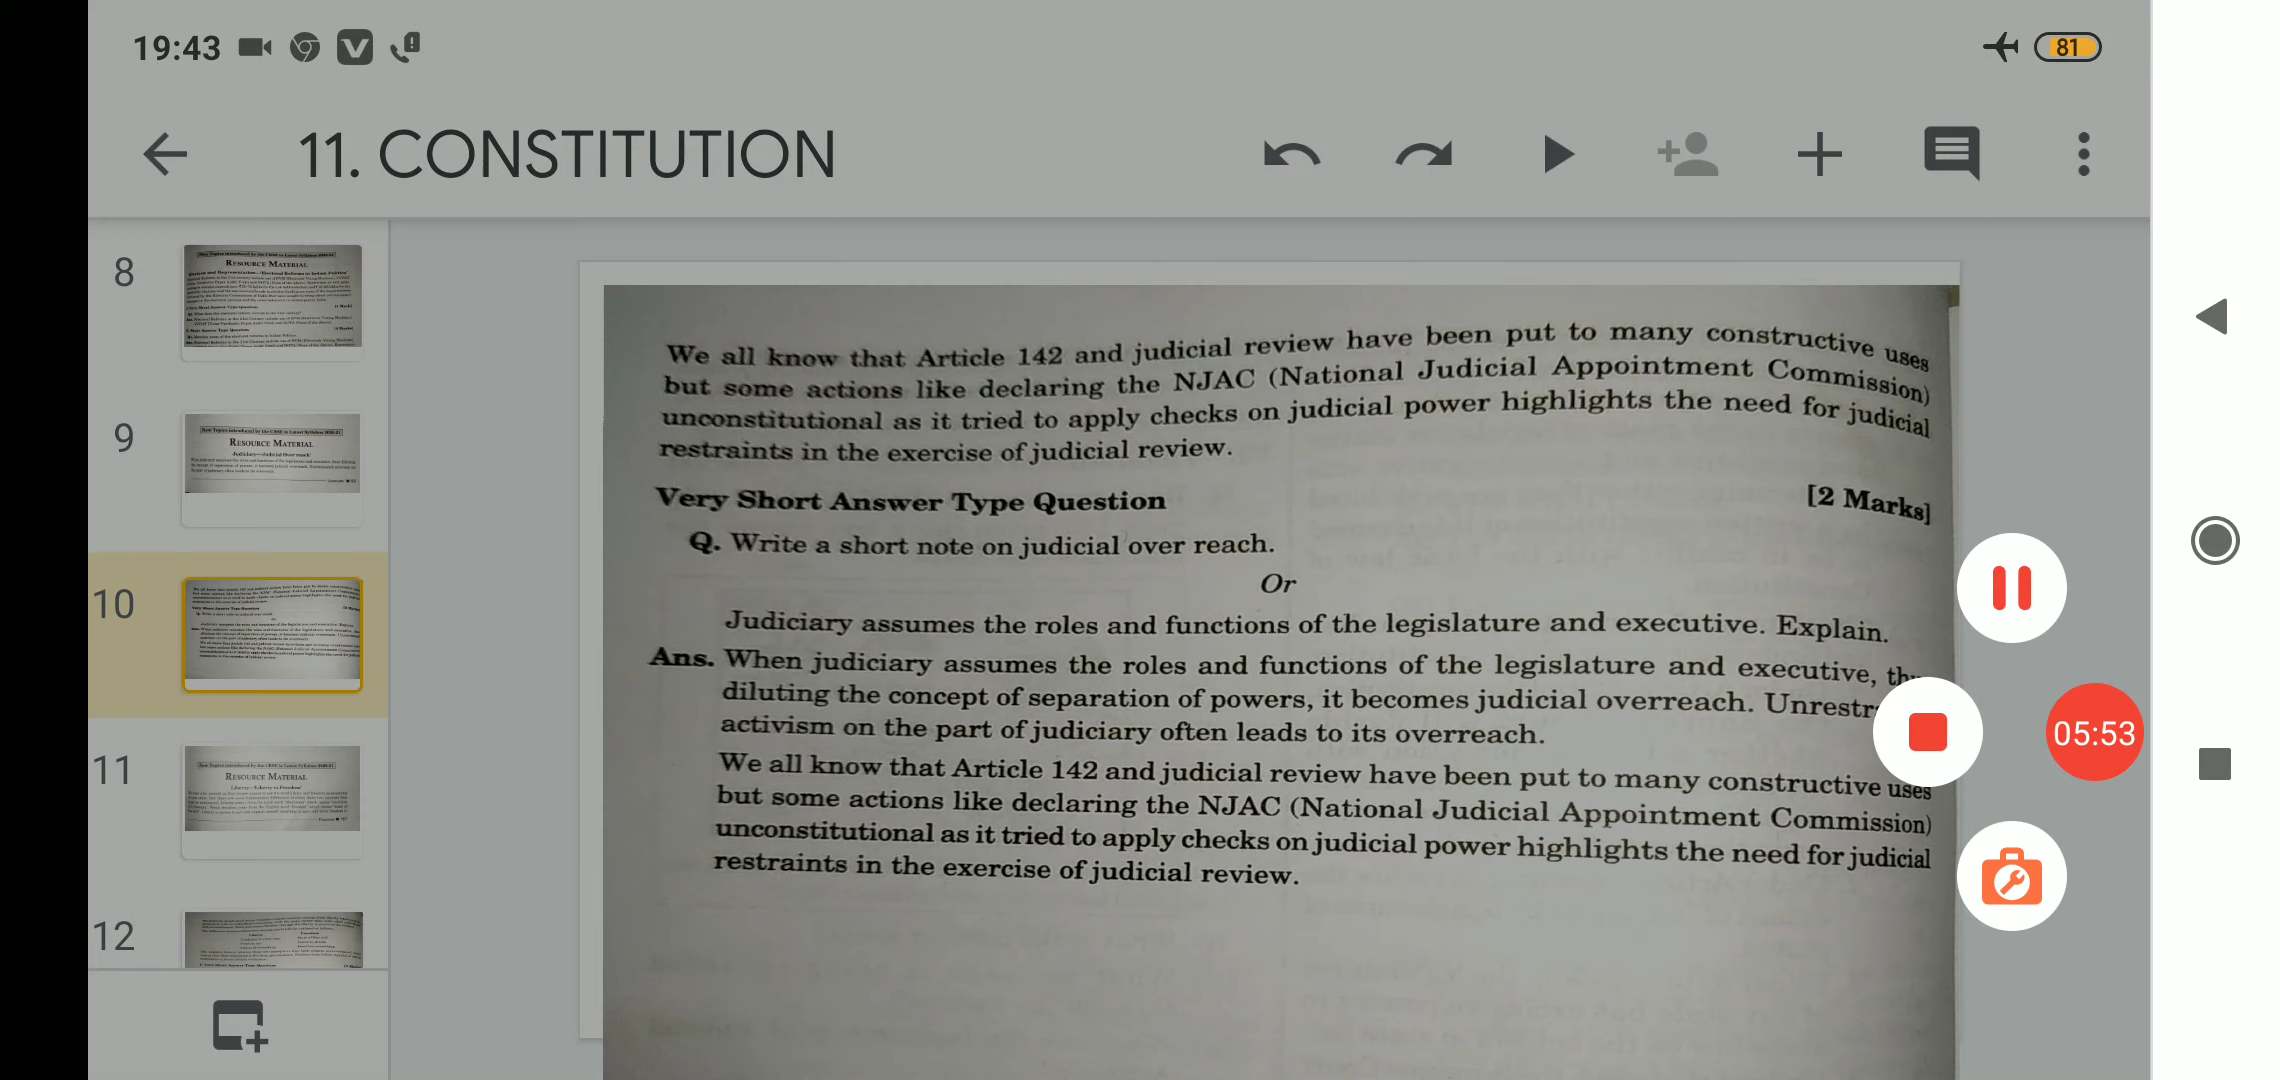 19:43
81
11. CONSTITUTION
8
RESOURCE MATERIAL
9
RESOURCE MATERIAL
10
11
RESOURCE MATERIAL
12
We all know that Article 142 and judicial review have been put to many constructive uses
but some actions like declaring the NJAC (National Judicial Appointment Commission)
unconstitutional as it tried to apply checks on judicial power highlights the need for judicial
restraints in the exercise of judicial review.
Very Short Answer Type Question [2 Marks]
Q. Write a short note on judicial over reach.
Or
Judiciary assumes the roles and functions of the legislature and executive. Explain.
Ans. When judiciary assumes the roles and functions of the legislature and executive,
diluting the concept of separation of powers, it becomes judicial overreach.
activism on the part of judiciary often leads to its overreach.
We all know that Article 142 and judicial review have been put to many constructive uses
but some actions like declaring the NJAC (National Judicial Appointment Commission)
unconstitutional as it tried to apply checks on judicial power highlights the need for judicial
restraints in the exercise of judicial review.
05:53